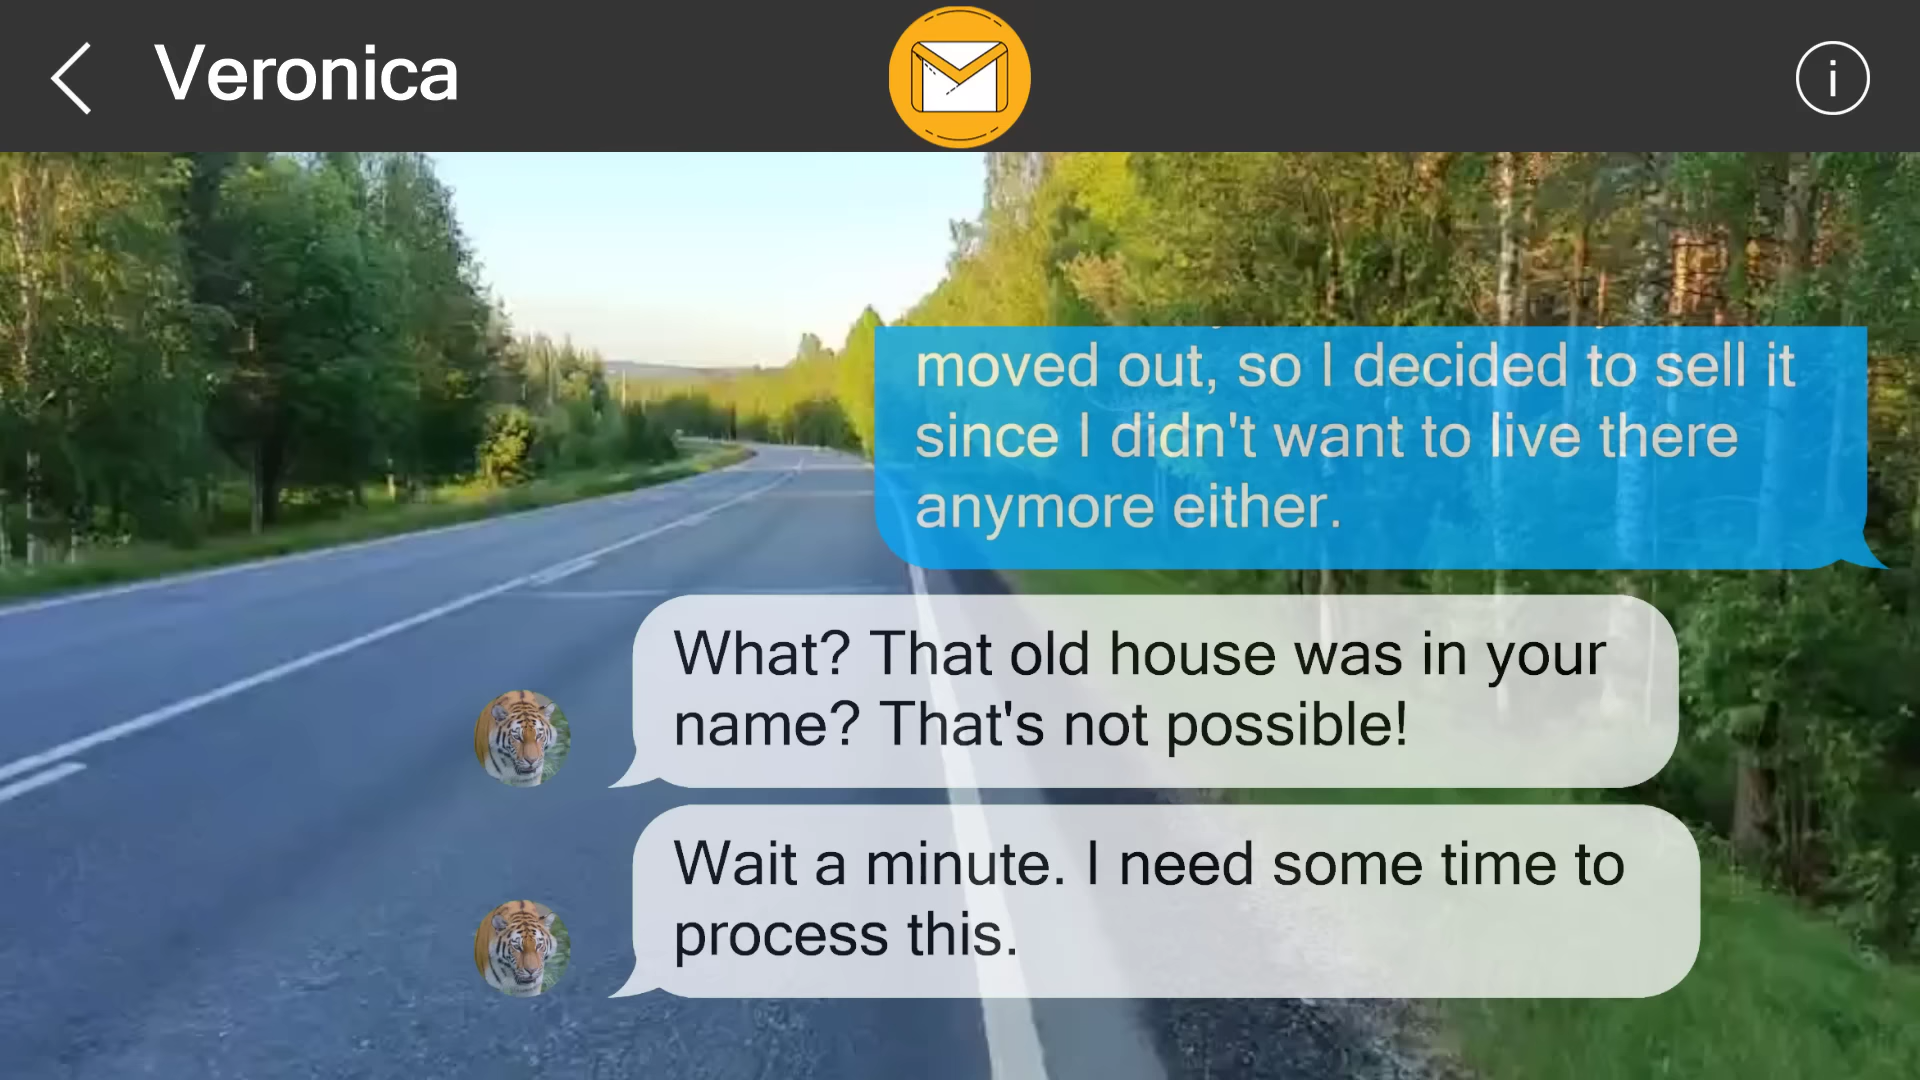 Veronica
i
moved out, so I decided to sell it
since I didn't want to live there
anymore either.
What? That old house was in your
name? That's not possible!
Wait a minute. I need some time to
process this.